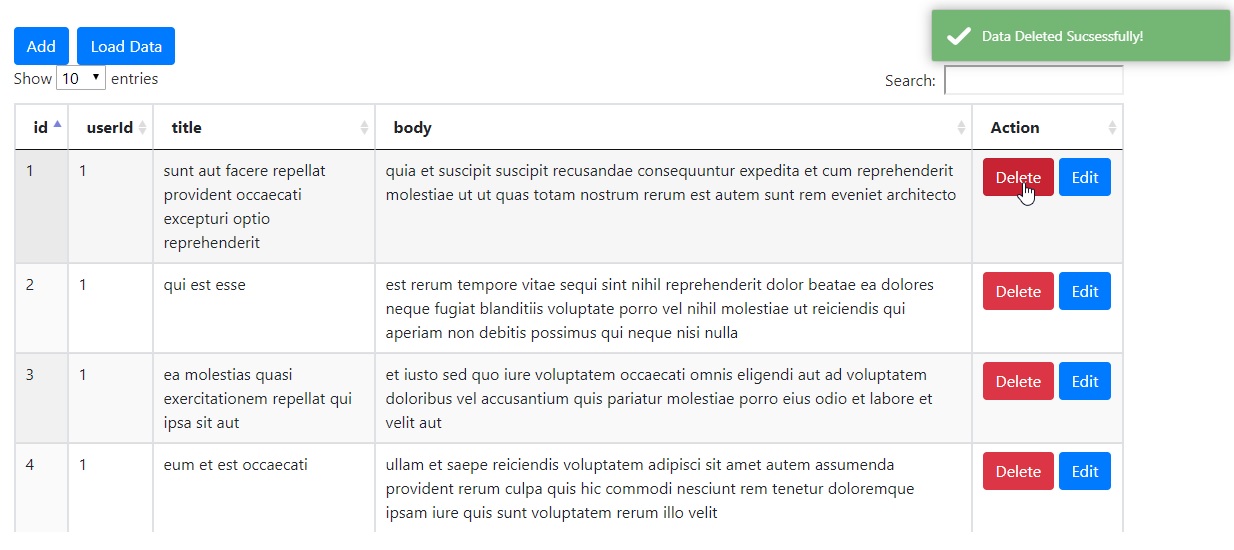 Data Deleted Sucsessfully!
Add Load Data
Show 10 entries
Search:
id userId title body Action
1 1 sunt aut facere repellat quia et suscipit suscipit recusandae consequuntur expedita et cum reprehenderit Delete Edit
provident occaecati molestiae ut ut quas totam nostrum rerum est autem sunt rem eveniet architecto
excepturi optio
reprehenderit
2 1 qui est esse est rerum tempore vitae sequi sint nihil reprehenderit dolor beatae ea dolores Delete Edit
neque fugiat blanditiis voluptate porro vel nihil molestiae ut reiciendis qui
aperiam non debitis possimus qui neque nisi nulla
3 1 ea molestias quasi et iusto sed quo iure voluptatem occaecati omnis eligendi aut ad voluptatem Delete Edit
exercitationem repellat qui doloribus vel accusantium quis pariatur molestiae porro eius odio et labore et
ipsa sit aut velit aut
4 1 eum et est occaecati ullam et saepe reiciendis voluptatem adipisci sit amet autem assumenda Delete Edit
provident rerum culpa quis hic commodi nesciunt rem tenetur doloremque
ipsam iure quis sunt voluptatem rerum illo velit